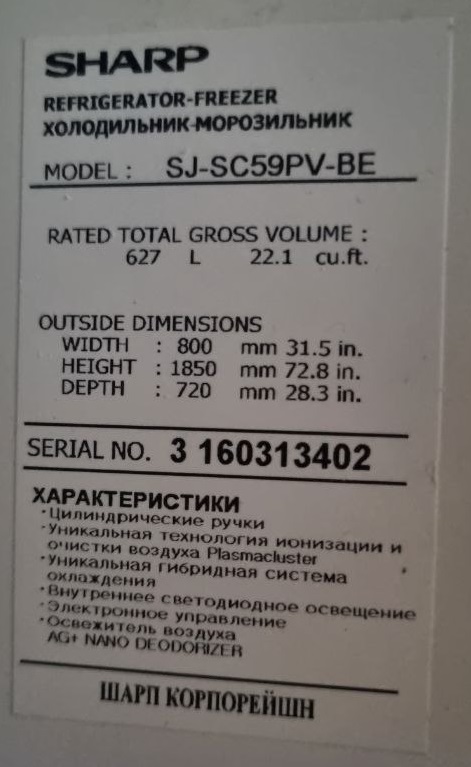 SHARP
REFRIGERATOR-FREEZER
ХОЛОДИЛЬНИК-МОРОЗИЛЬНИК
MODEL : SJ-SC59PV-BE
RATED TOTAL GROSS VOLUME :
627 L 22.1 cu.ft.
OUTSIDE DIMENSIONS
WIDTH : 800 mm 31.5 in.
HEIGHT : 1850 mm 72.8 in.
DEPTH : 720 mm 28.3 in.
SERIAL NO. 3 160313402
ХАРАКТЕРИСТИКИ
·Цилиндрические ручки
·Уникальная технология ионизации и
очистки воздуха Plasmacluster
·Уникальная гибридная система
охлаждения
·Внутреннее светодиодное освещение
·Электронное управление
·Освежитель воздуха
AG+ NANO DEODORIZER
ШАРП КОРПОРЕЙШН